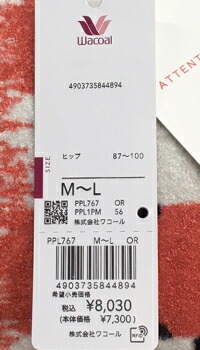 Wacoal
4903735844894
ATTENT
SIZE
ヒップ 87〜100
M〜L
PPL767 OR
PPL1PM 56
株式会社ワコール
PPL767 M〜L OR
4903735844894
希望小売価格
税込 ¥8,030
(本体価格 ¥7,300)
株式会社ワコール
RFID